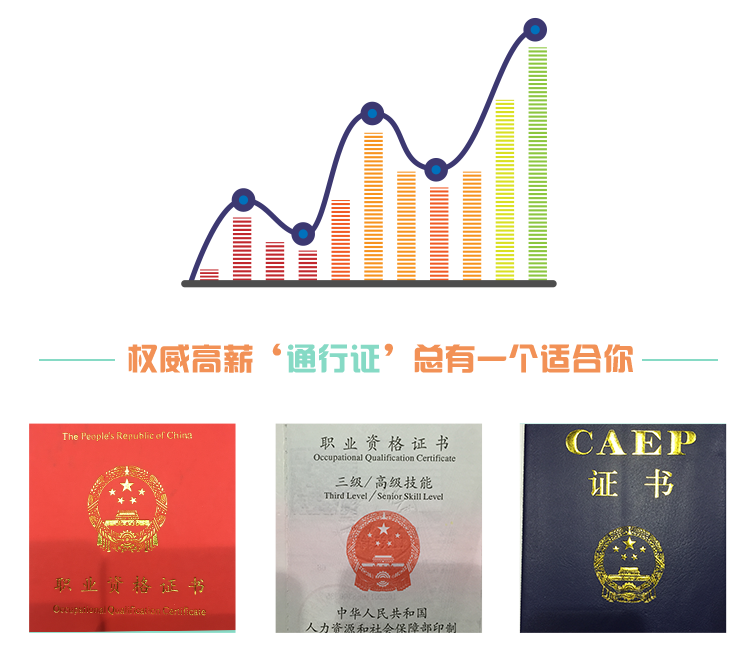 权威高薪‘通行证’总有一个适合你
The People's Republic of China
职业资格证书
Occupational Qualification Certificate
职业资格证书
Occupational Qualification Certificate
三级/高级技能
Third Level/Senior Skill Level
中华人民共和国
人力资源和社会保障部印制
CAEP
证书